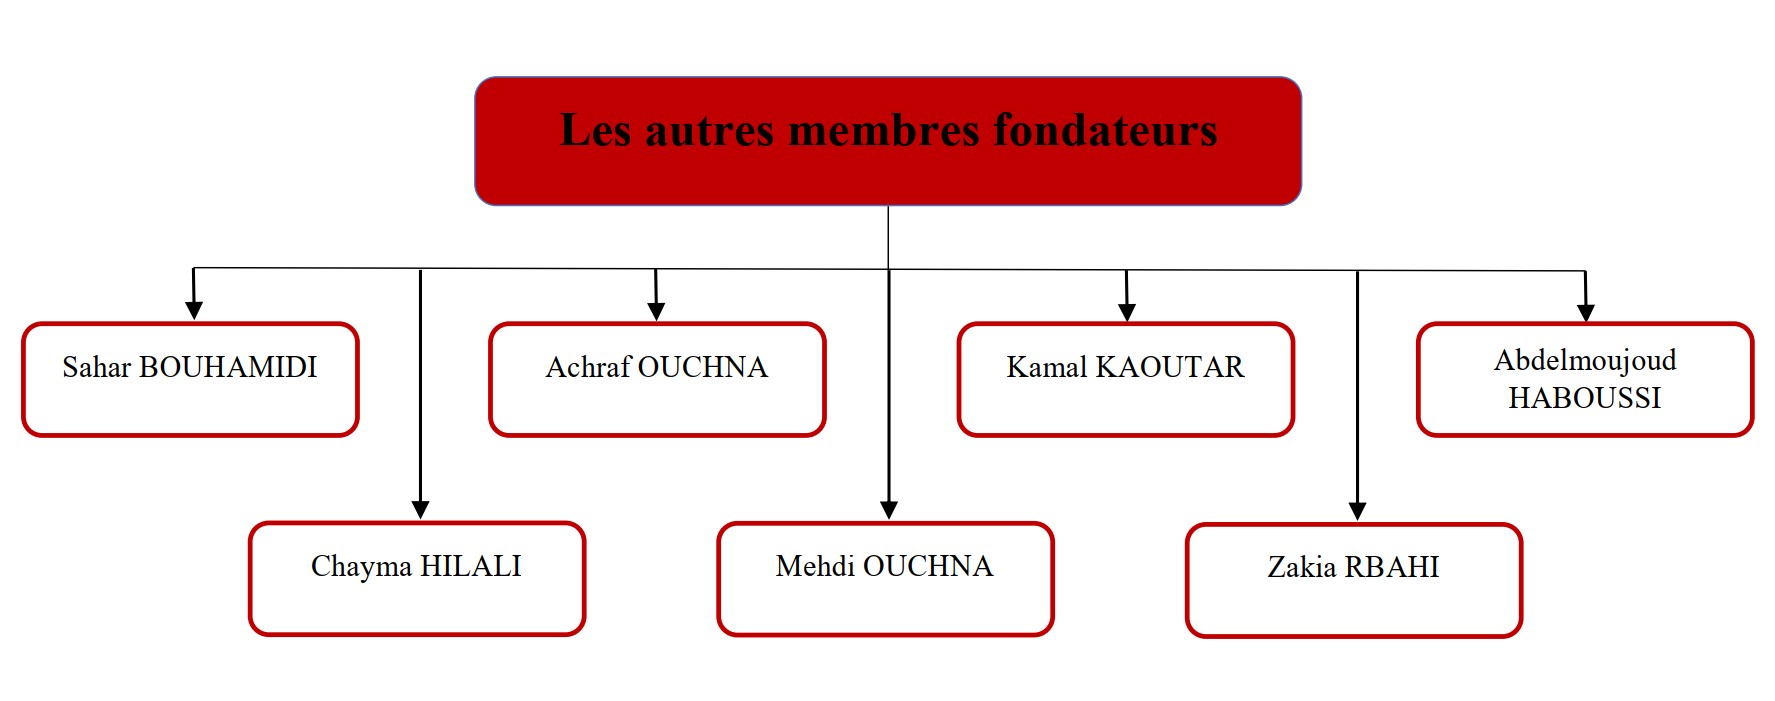 Les autres membres fondateurs
Sahar BOUHAMIDI
Achraf OUCHNA
Kamal KAOUTAR
Abdelmoujoud
HABOUSSI
Chayma HILALI
Mehdi OUCHNA
Zakia RBAHI